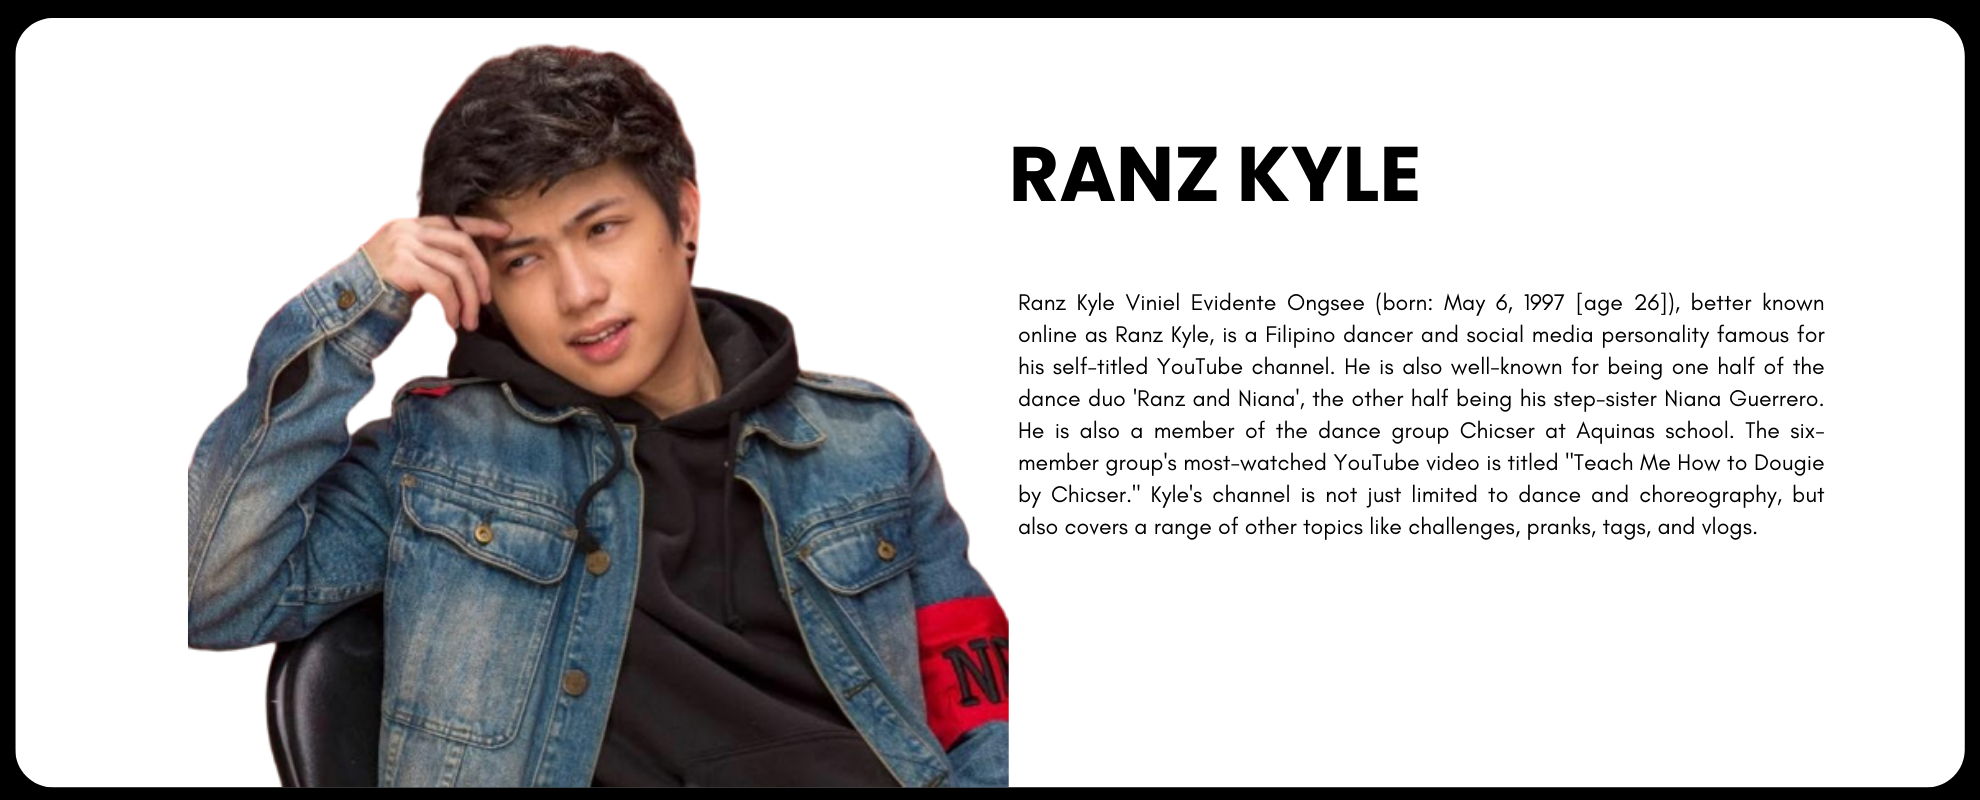 RANZ KYLE
Ranz Kyle Viniel Evidente Ongsee (born: May 6, 1997 [age 26]), better known
online as Ranz Kyle, is a Filipino dancer and social media personality famous for
his self-titled YouTube channel. He is also well-known for being one half of the
dance duo 'Ranz and Niana', the other half being his step-sister Niana Guerrero.
He is also a member of the dance group Chicser at Aquinas school. The six-
member group's most-watched YouTube video is titled "Teach Me How to Dougie
by Chicser." Kyle's channel is not just limited to dance and choreography, but
also covers a range of other topics like challenges, pranks, tags, and vlogs.